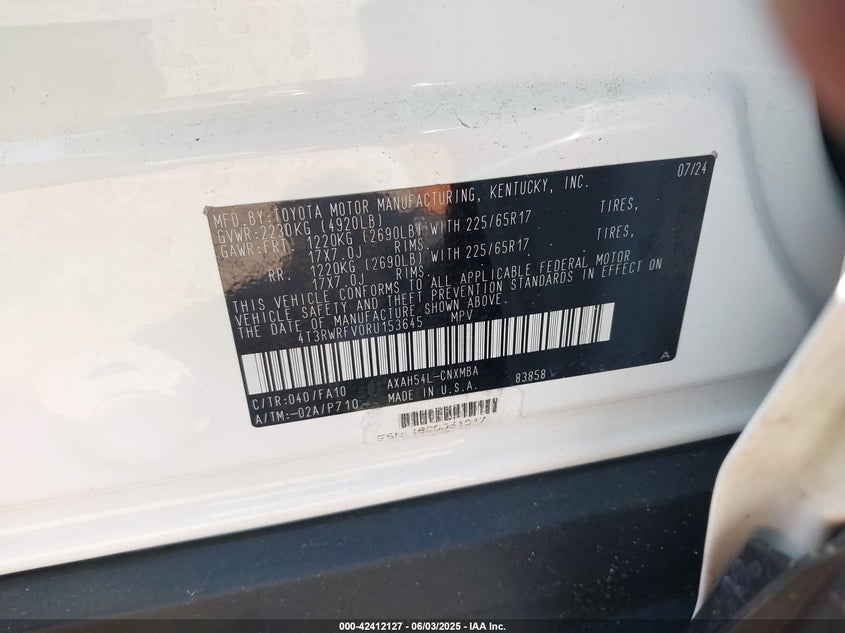 MFD.BY:TOYOTA MOTOR MANUFACTURING, KENTUCKY, INC. 07/24
GVWR:2230KG (4920LB)
GAWR:FRT. 1220KG (2690LB) WITH 225/65R17 TIRES,
17X7.0J RIMS.
RR. 1220KG (2690LB) WITH 225/65R17 TIRES,
17X7.0J RIMS.
THIS VEHICLE CONFORMS TO ALL APPLICABLE FEDERAL MOTOR
VEHICLE SAFETY AND THEFT PREVENTION STANDARDS IN EFFECT ON
THE DATE OF MANUFACTURE SHOWN ABOVE.
4T3RWRFV0RU153645 MPV
C/TR:040/FA10 AXAH54L-CNXMBA 83858 A
A/TM:-02A/P710- MADE IN U.S.A.
ESN:
000-42412127 - 06/03/2025 - IAA Inc.